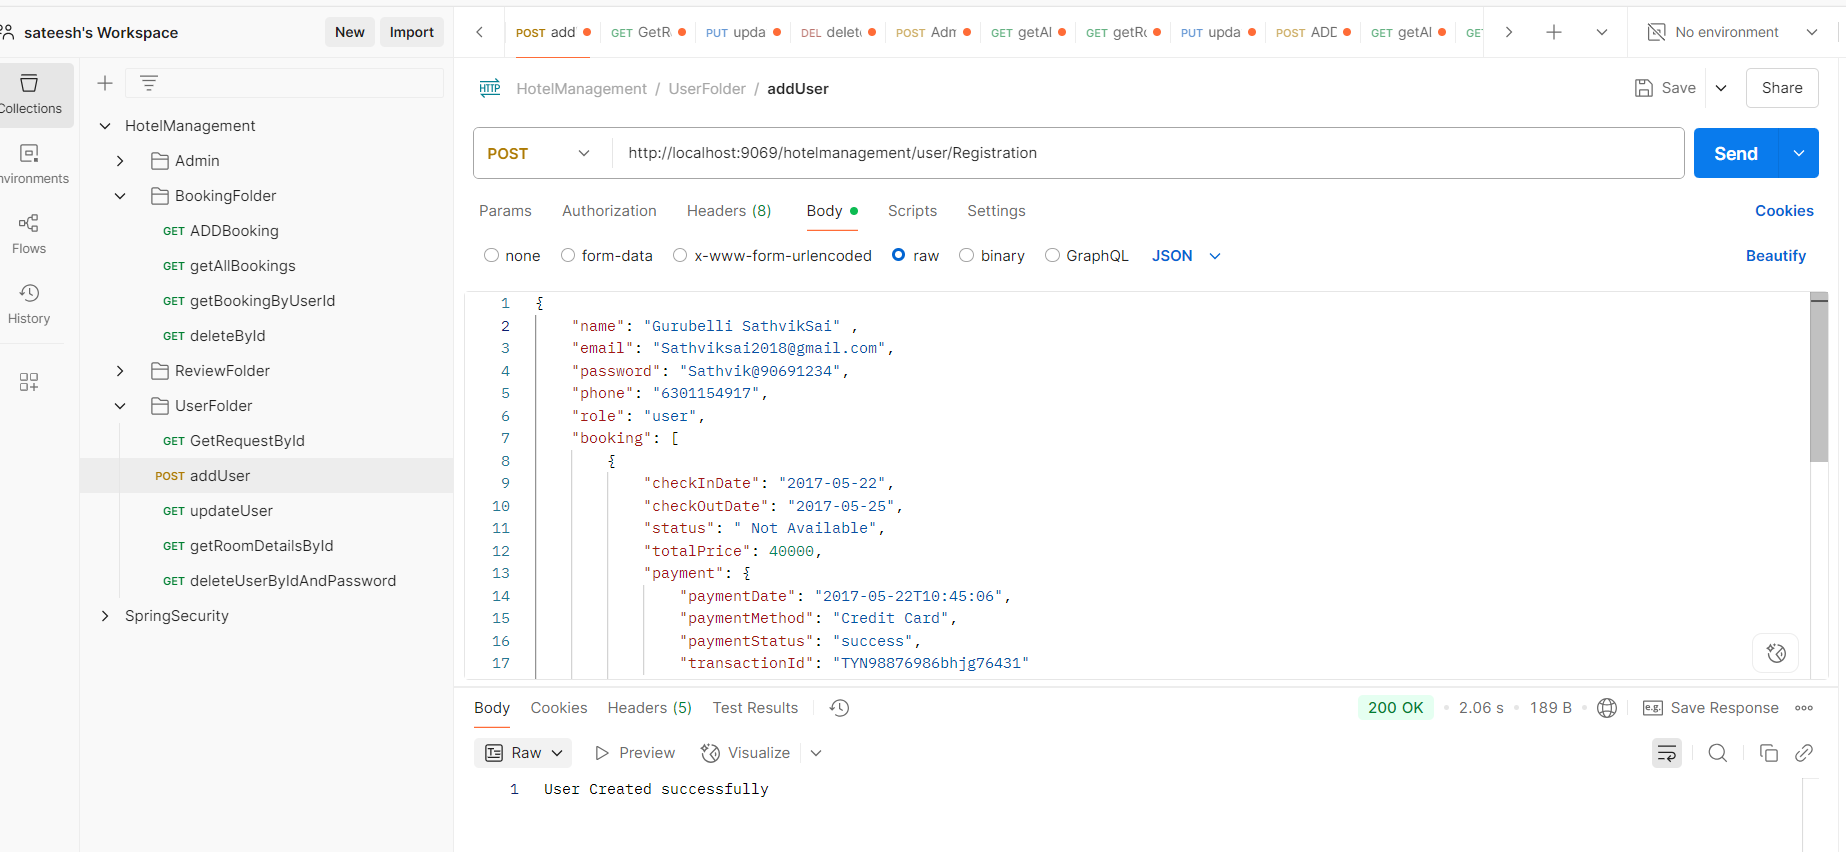 sateesh's Workspace
New
Import
Collections
Environments
Flows
History
HotelManagement
Admin
BookingFolder
GET ADDBooking
GET getAllBookings
GET getBookingByUserId
GET deleteById
ReviewFolder
UserFolder
GET GetRequestById
POST addUser
GET updateUser
GET getRoomDetailsById
GET deleteUserByIdAndPassword
SpringSecurity
POST add
GET GetR
PUT upda
DEL delet
POST Adm
GET getAl
GET getRo
PUT upda
POST ADD
GET getAl
GET
No environment
HTTP HotelManagement / UserFolder / addUser
Save
Share
POST http://localhost:9069/hotelmanagement/user/Registration
Send
Params Authorization Headers (8) Body Scripts Settings Cookies
none form-data x-www-form-urlencoded raw binary GraphQL JSON Beautify
1 {
2 "name": "Gurubelli SathvikSai" ,
3 "email": "Sathviksai2018@gmail.com",
4 "password": "Sathvik@90691234",
5 "phone": "6301154917",
6 "role": "user",
7 "booking": [
8 {
9 "checkInDate": "2017-05-22",
10 "checkOutDate": "2017-05-25",
11 "status": " Not Available",
12 "totalPrice": 40000,
13 "payment": {
14 "paymentDate": "2017-05-22T10:45:06",
15 "paymentMethod": "Credit Card",
16 "paymentStatus": "success",
17 "transactionId": "TYN98876986bhjg76431"
Body Cookies Headers (5) Test Results 200 OK 2.06 s 189 B e.g. Save Response
Raw Preview Visualize
1 User Created successfully